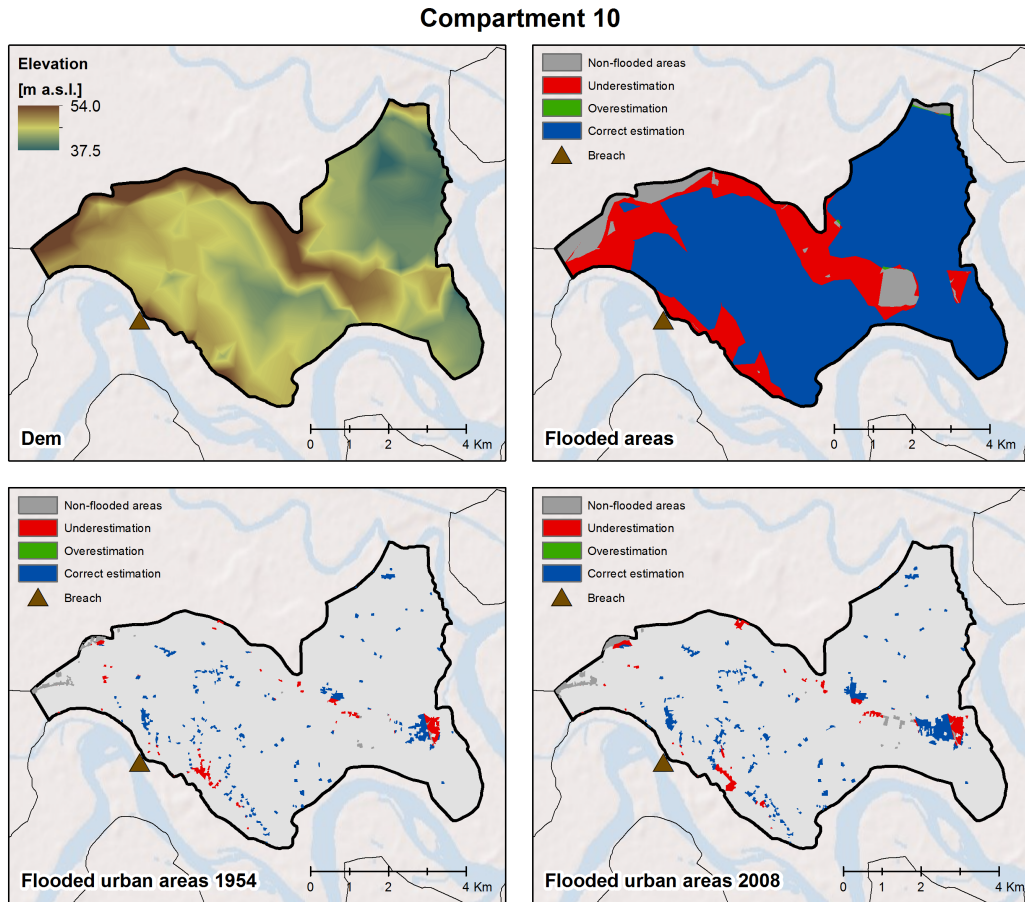 Compartment 10
Elevation
[m a.s.l.]
54.0
37.5
Dem
0 1 2 4 Km
Non-flooded areas
Underestimation
Overestimation
Correct estimation
Breach
Flooded areas
0 1 2 4 Km
Non-flooded areas
Underestimation
Overestimation
Correct estimation
Breach
Flooded urban areas 1954
0 1 2 4 Km
Non-flooded areas
Underestimation
Overestimation
Correct estimation
Breach
Flooded urban areas 2008
0 1 2 4 Km